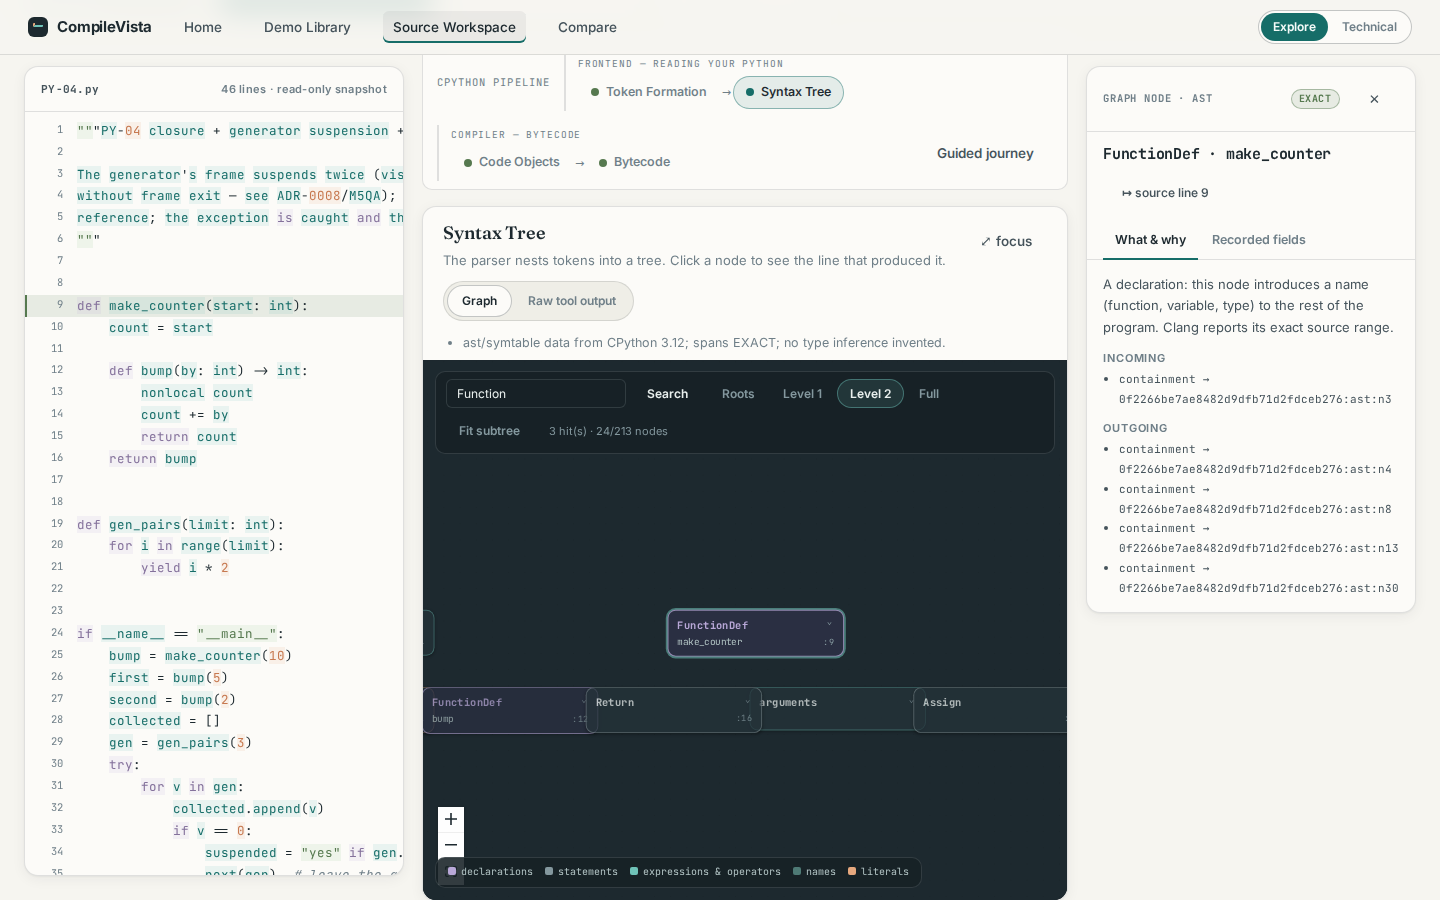 CompileVista
Home
Demo Library
Source Workspace
Compare
Explore
Technical
PY-04.py
46 lines · read-only snapshot
1 """PY-04 closure + generator suspension +
2
3 The generator's frame suspends twice (vis
4 without frame exit — see ADR-0008/M5QA);
5 reference; the exception is caught and th
6 """
7
8
9 def make_counter(start: int):
10 count = start
11
12 def bump(by: int) -> int:
13 nonlocal count
14 count += by
15 return count
16 return bump
17
18
19 def gen_pairs(limit: int):
20 for i in range(limit):
21 yield i * 2
22
23
24 if __name__ == "__main__":
25 bump = make_counter(10)
26 first = bump(5)
27 second = bump(2)
28 collected = []
29 gen = gen_pairs(3)
30 try:
31 for v in gen:
32 collected.append(v)
33 if v == 0:
34 suspended = "yes" if gen.
35 next(gen) # leave the g
CPYTHON PIPELINE
FRONTEND — READING YOUR PYTHON
Token Formation → Syntax Tree
COMPILER — BYTECODE
Code Objects → Bytecode
Guided journey
Syntax Tree
⤢ focus
The parser nests tokens into a tree. Click a node to see the line that produced it.
Graph
Raw tool output
• ast/symtable data from CPython 3.12; spans EXACT; no type inference invented.
Function
Search
Roots
Level 1
Level 2
Full
Fit subtree
3 hit(s) · 24/213 nodes
FunctionDef
make_counter :9
FunctionDef
bump :12
Return
:16
arguments
Assign
+
−
declarations
statements
expressions & operators
names
literals
GRAPH NODE · AST
EXACT
×
FunctionDef · make_counter
↦ source line 9
What & why
Recorded fields
A declaration: this node introduces a name
(function, variable, type) to the rest of the
program. Clang reports its exact source range.
INCOMING
• containment →
0f2266be7ae8482d9dfb71d2fdceb276:ast:n3
OUTGOING
• containment →
0f2266be7ae8482d9dfb71d2fdceb276:ast:n4
• containment →
0f2266be7ae8482d9dfb71d2fdceb276:ast:n8
• containment →
0f2266be7ae8482d9dfb71d2fdceb276:ast:n13
• containment →
0f2266be7ae8482d9dfb71d2fdceb276:ast:n30